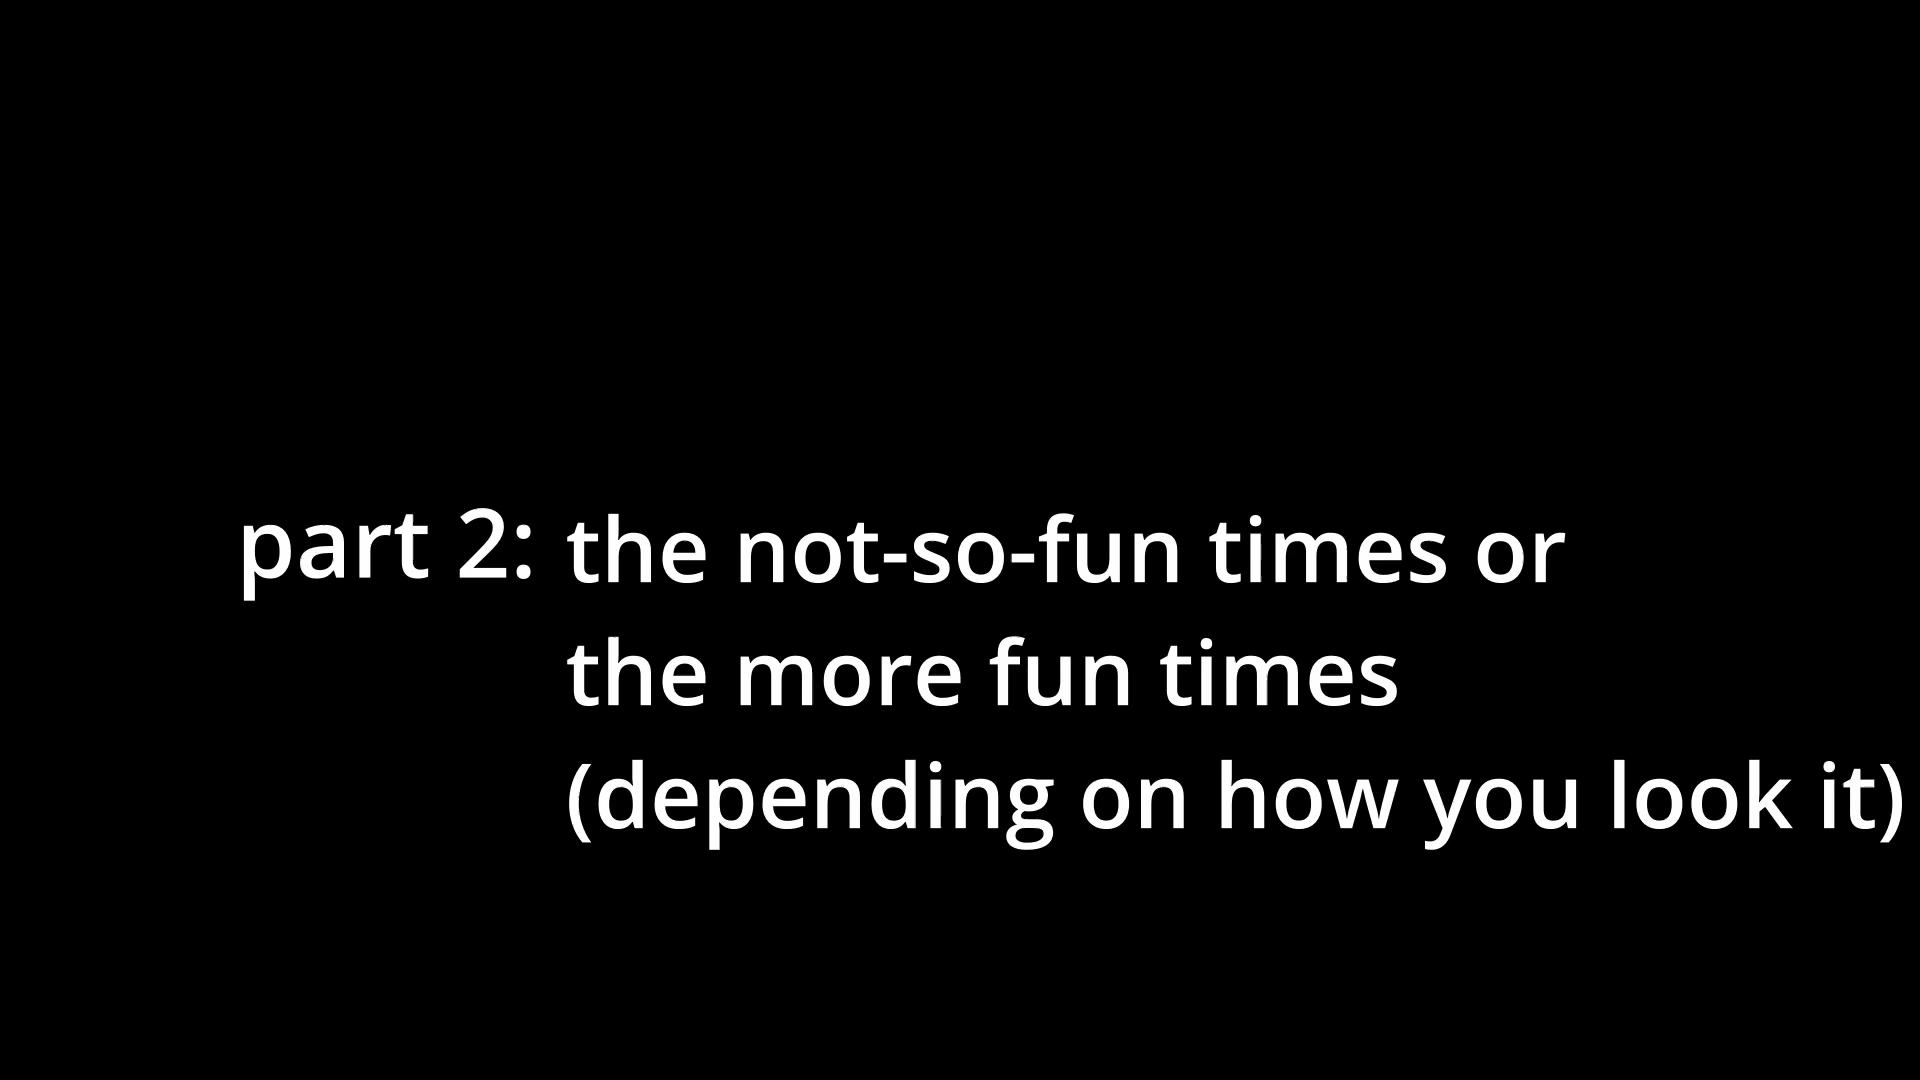 part 2: the not-so-fun times or
the more fun times
(depending on how you look it)